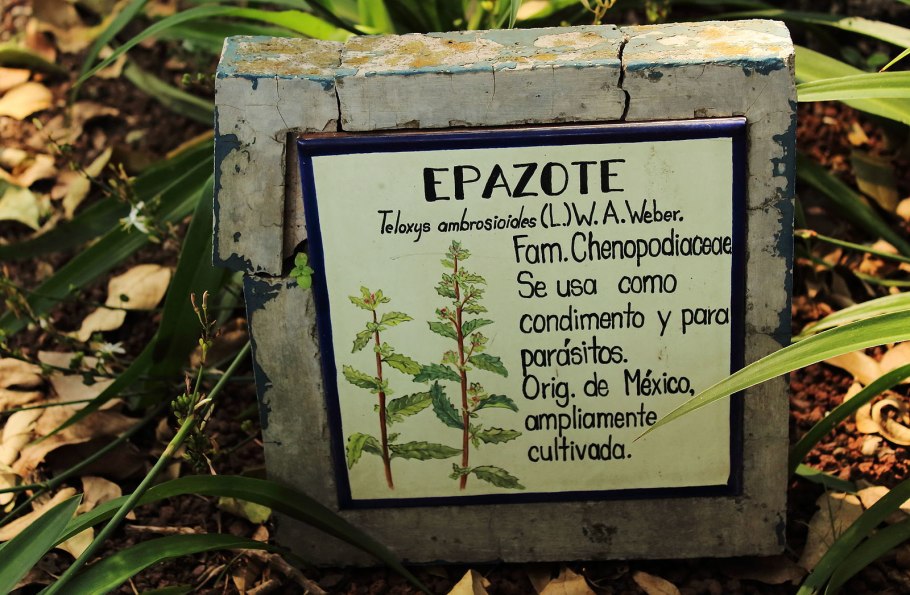 EPAZOTE
Teloxys ambrosioides (L.) W. A. Weber.
Fam. Chenopodiaceae
Se usa como
condimento y para
parásitos.
Orig. de México,
ampliamente
cultivada.